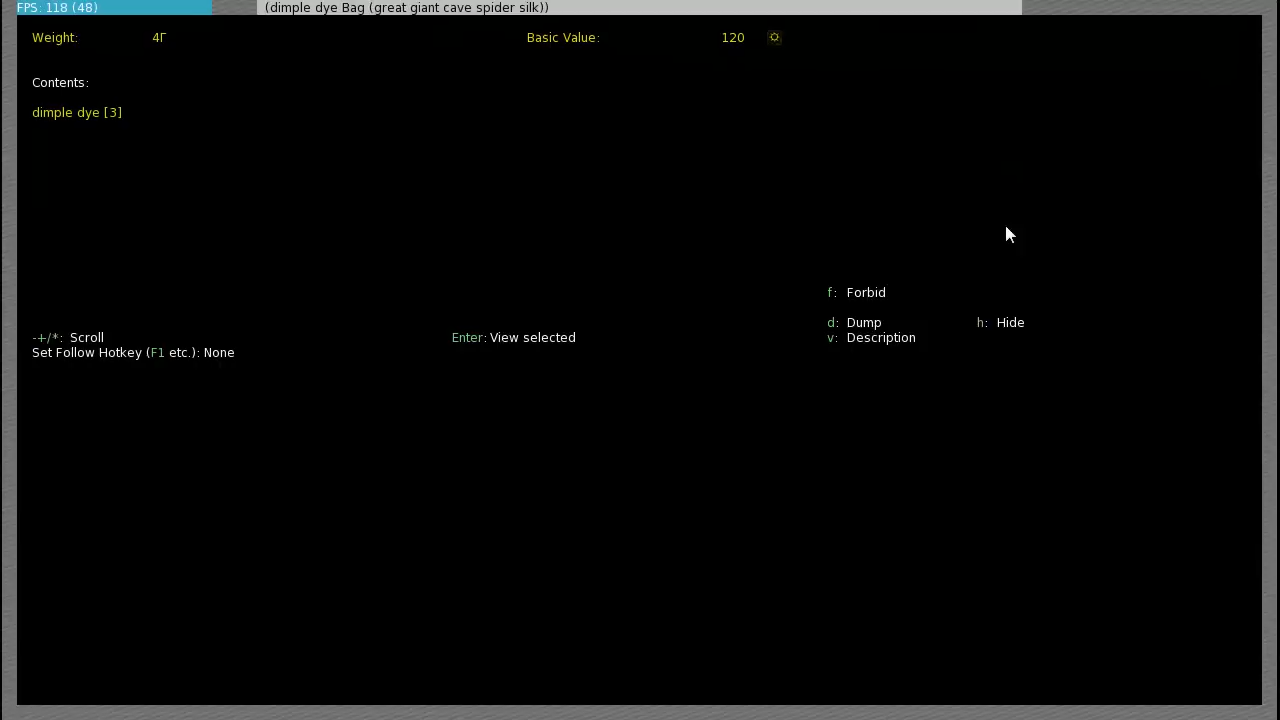 FPS: 118 (48) (dimple dye Bag (great giant cave spider silk))
Weight: 4Γ Basic Value: 120 ☼
Contents:
dimple dye [3]
f: Forbid
d: Dump h: Hide
-+/*: Scroll Enter: View selected v: Description
Set Follow Hotkey (F1 etc.): None